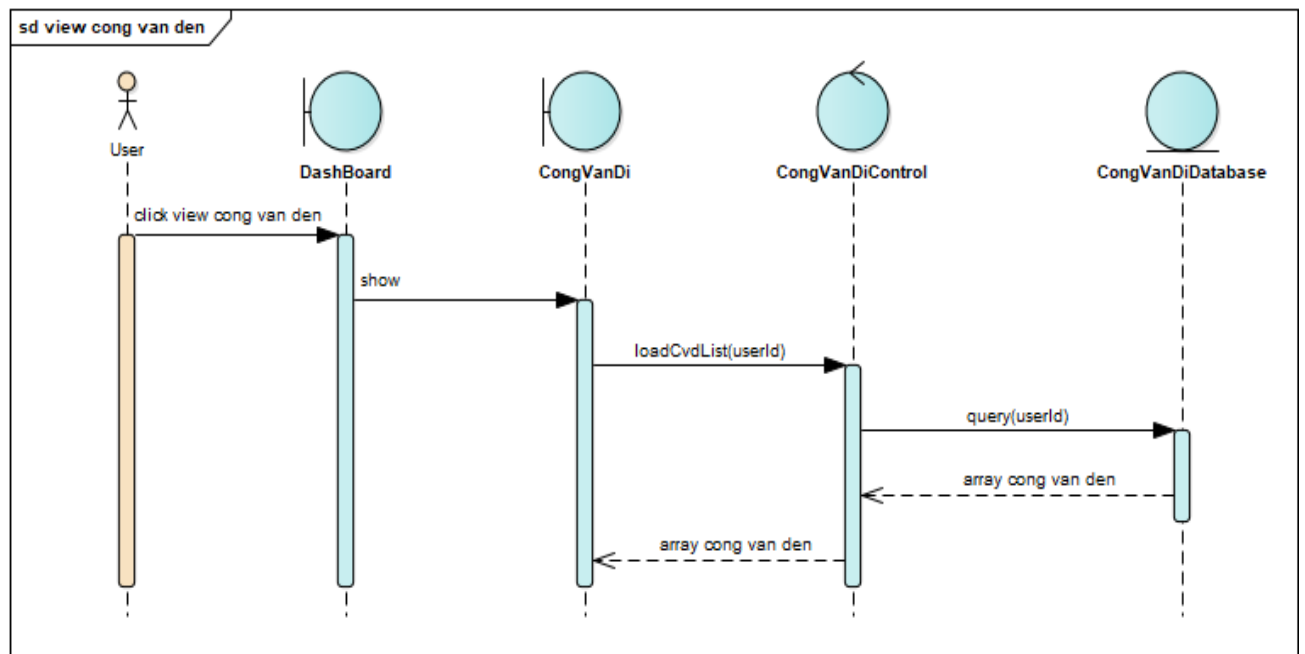 sd view cong van den
User
DashBoard
CongVanDi
CongVanDiControl
CongVanDiDatabase
click view cong van den
show
loadCvdList(userId)
query(userId)
array cong van den
array cong van den